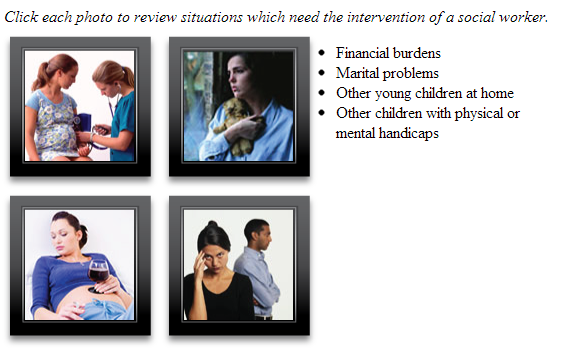 Click each photo to review situations which need the intervention of a social worker.
• Financial burdens
• Marital problems
• Other young children at home
• Other children with physical or
mental handicaps